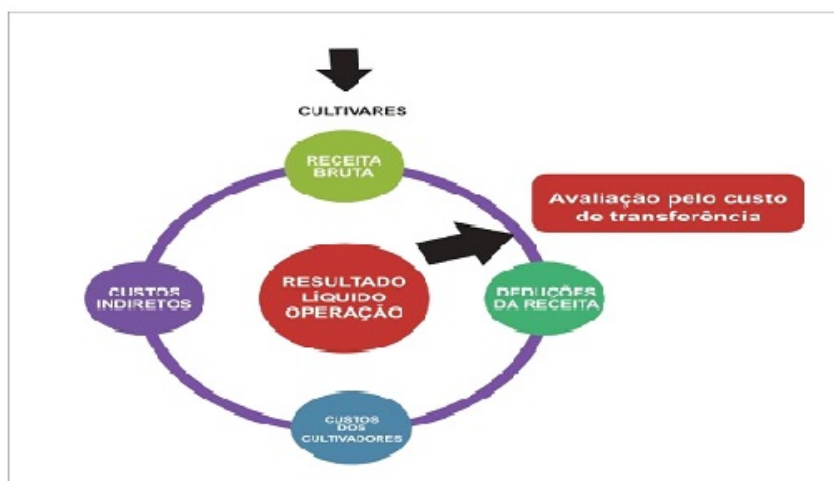 CULTIVARES
RECEITA
BRUTA
Avaliação pelo custo
de transferência
RESULTADO
LÍQUIDO
OPERAÇÃO
CUSTOS
INDIRETOS
DEDUÇÕES
DA RECEITA
CUSTOS
DOS
CULTIVADORES